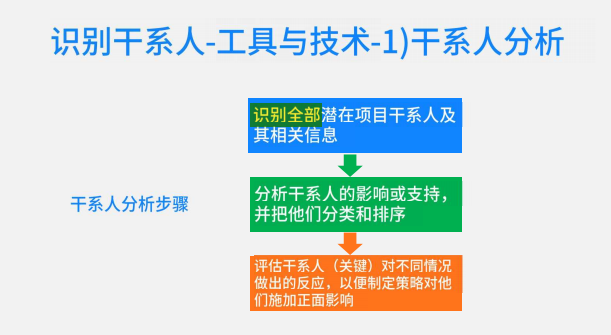 识别干系人-工具与技术-1)干系人分析
识别全部潜在项目干系人及
其相关信息
干系人分析步骤
分析干系人的影响或支持，
并把他们分类和排序
评估干系人（关键）对不同情况
做出的反应，以便制定策略对他
们施加正面影响